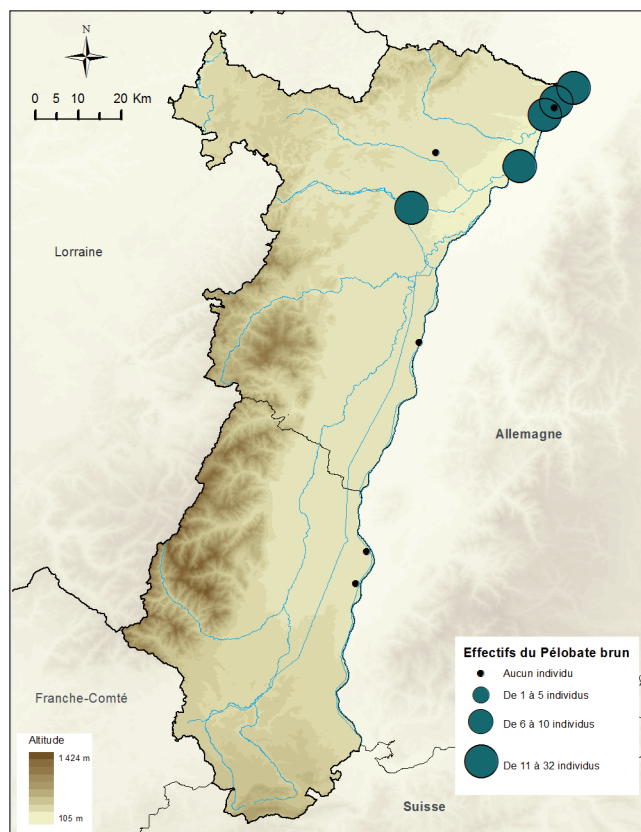 N
0 5 10 20 Km
Lorraine
Allemagne
Franche-Comté
Suisse
Altitude
1 424 m
105 m
Effectifs du Pélobate brun
Aucun individu
De 1 à 5 individus
De 6 à 10 individus
De 11 à 32 individus